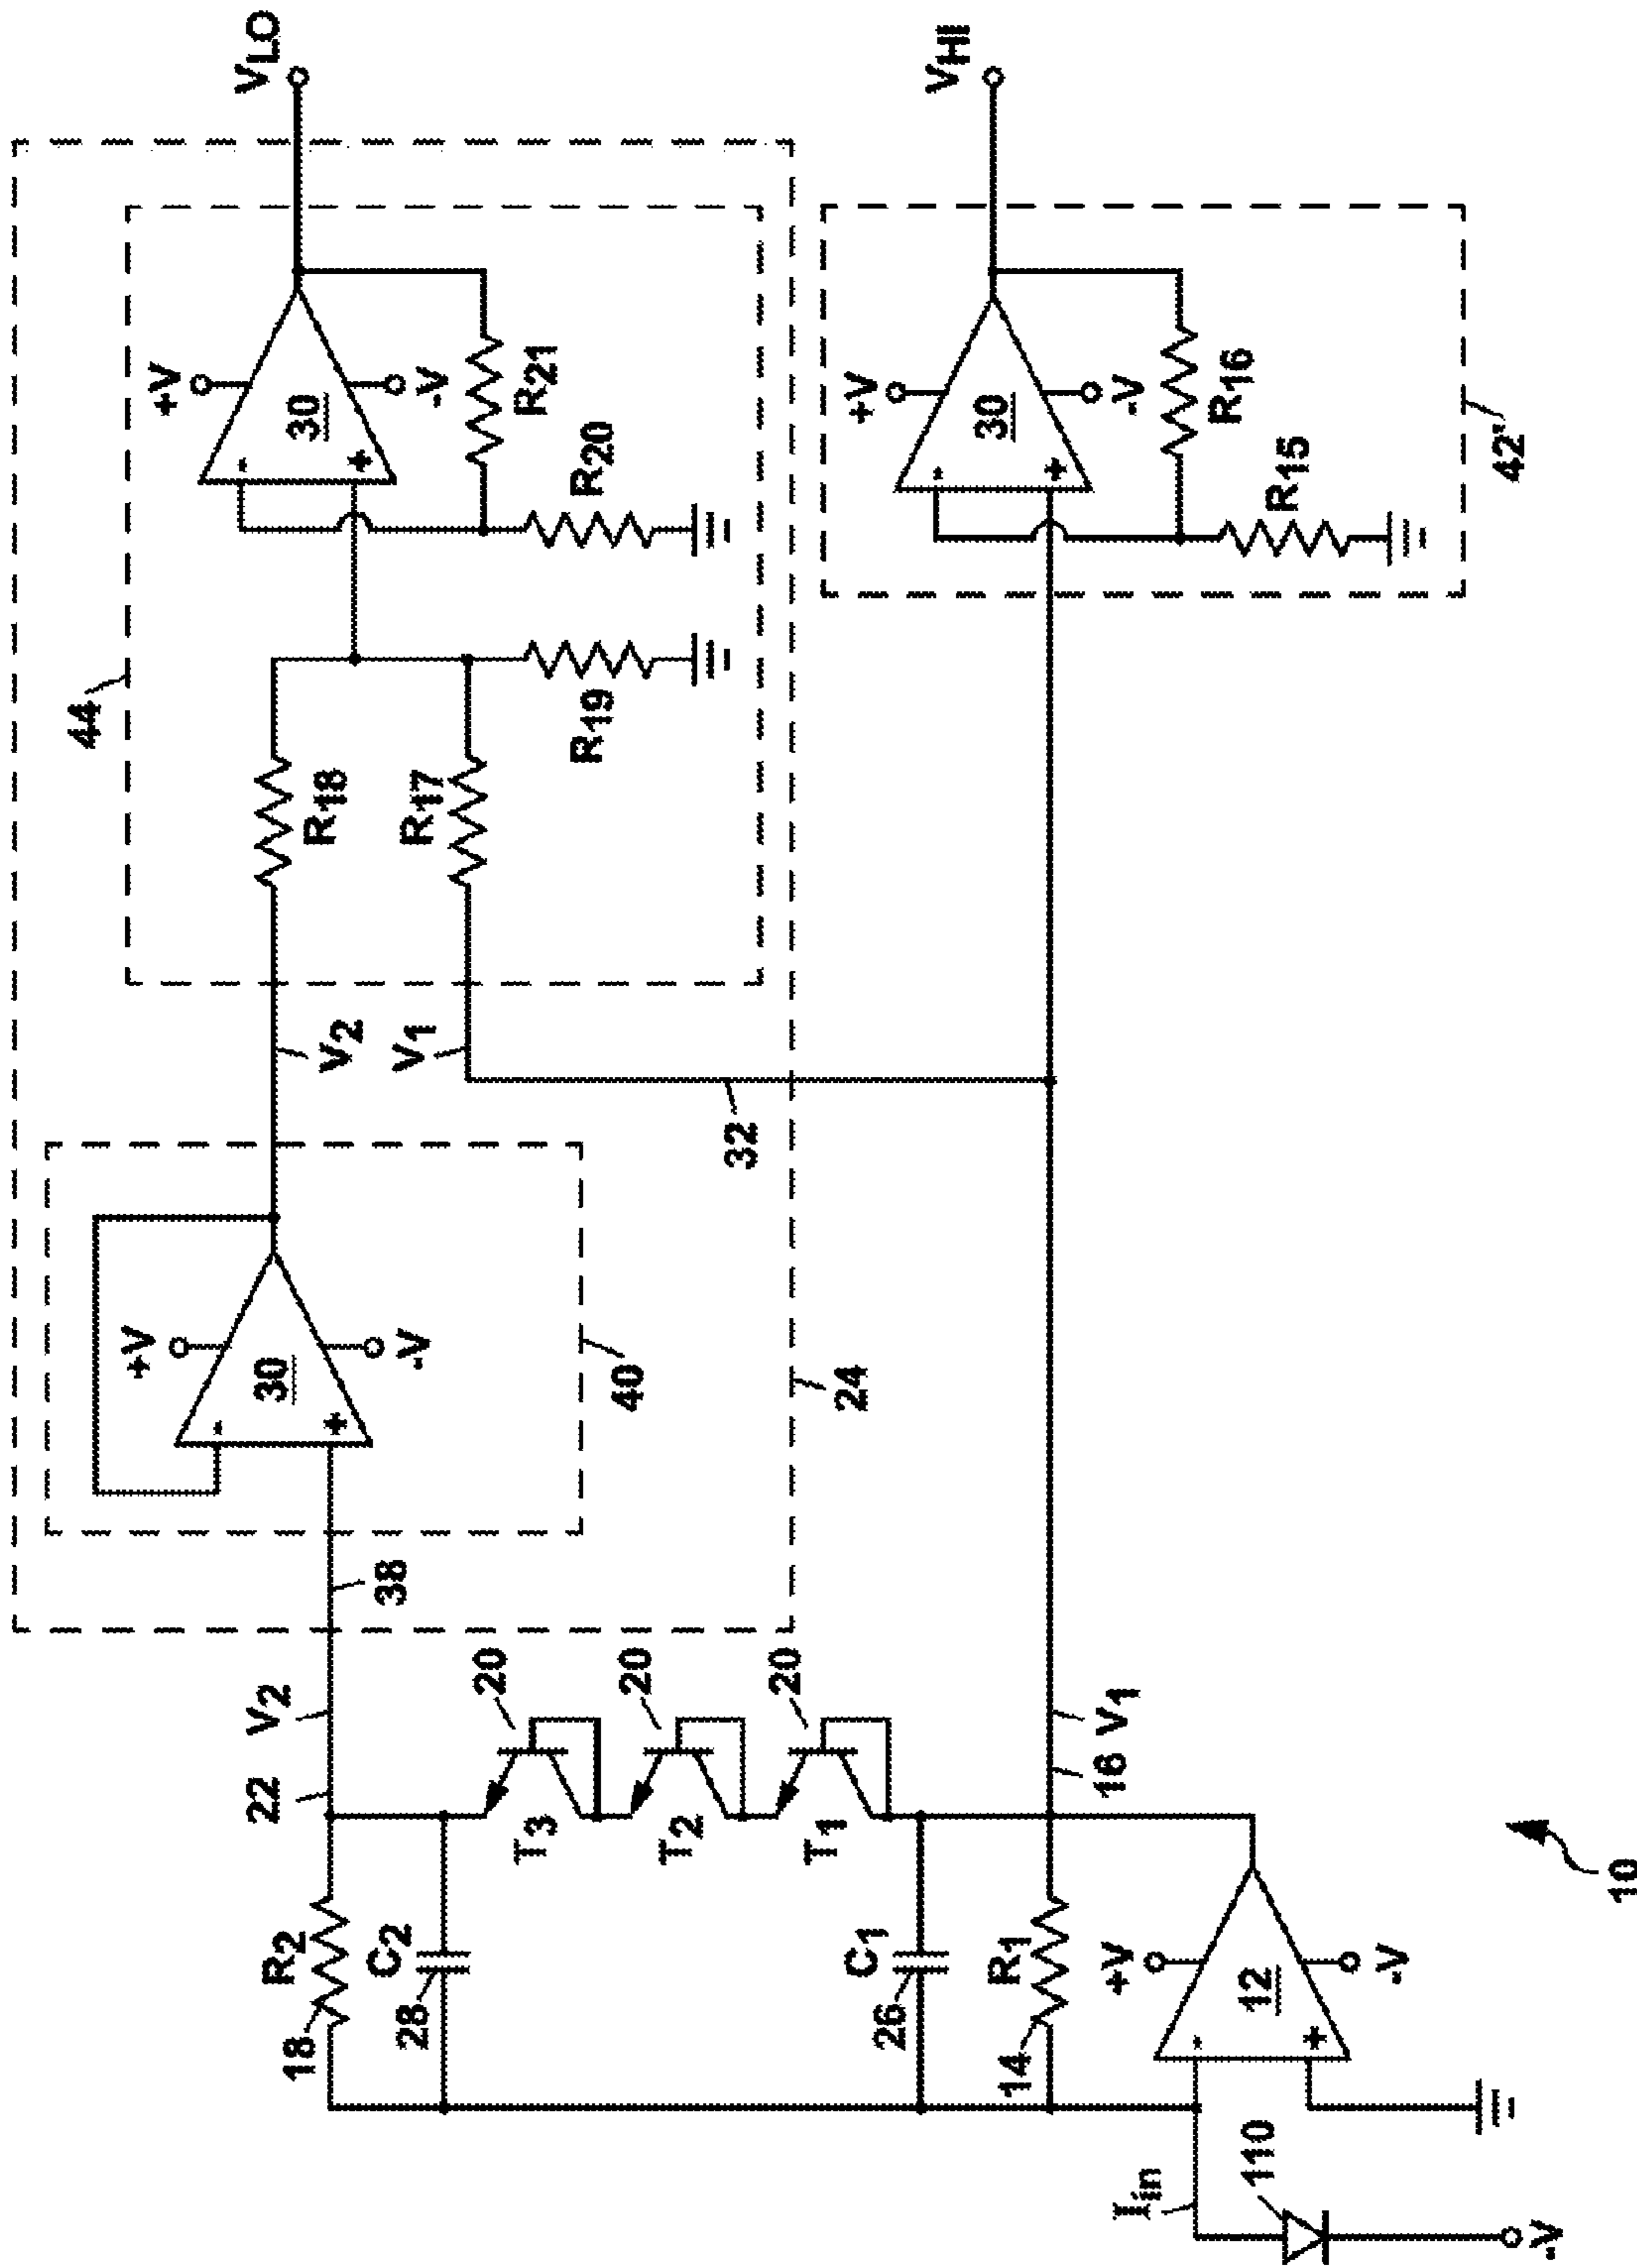 V2
V2
V1
VLO
VHI
44
+V
30
-V
R18
R17
R19
R20
R21
+V
30
-V
40
24
32
38
22
V2
R2
18
C2
28
T3
20
T2
20
T1
20
C1
26
R1
14
16
V1
+V
12
-V
Iin
110
-V
10
+V
30
-V
R16
R15
42'
-
+
-
+
-
+
-
+